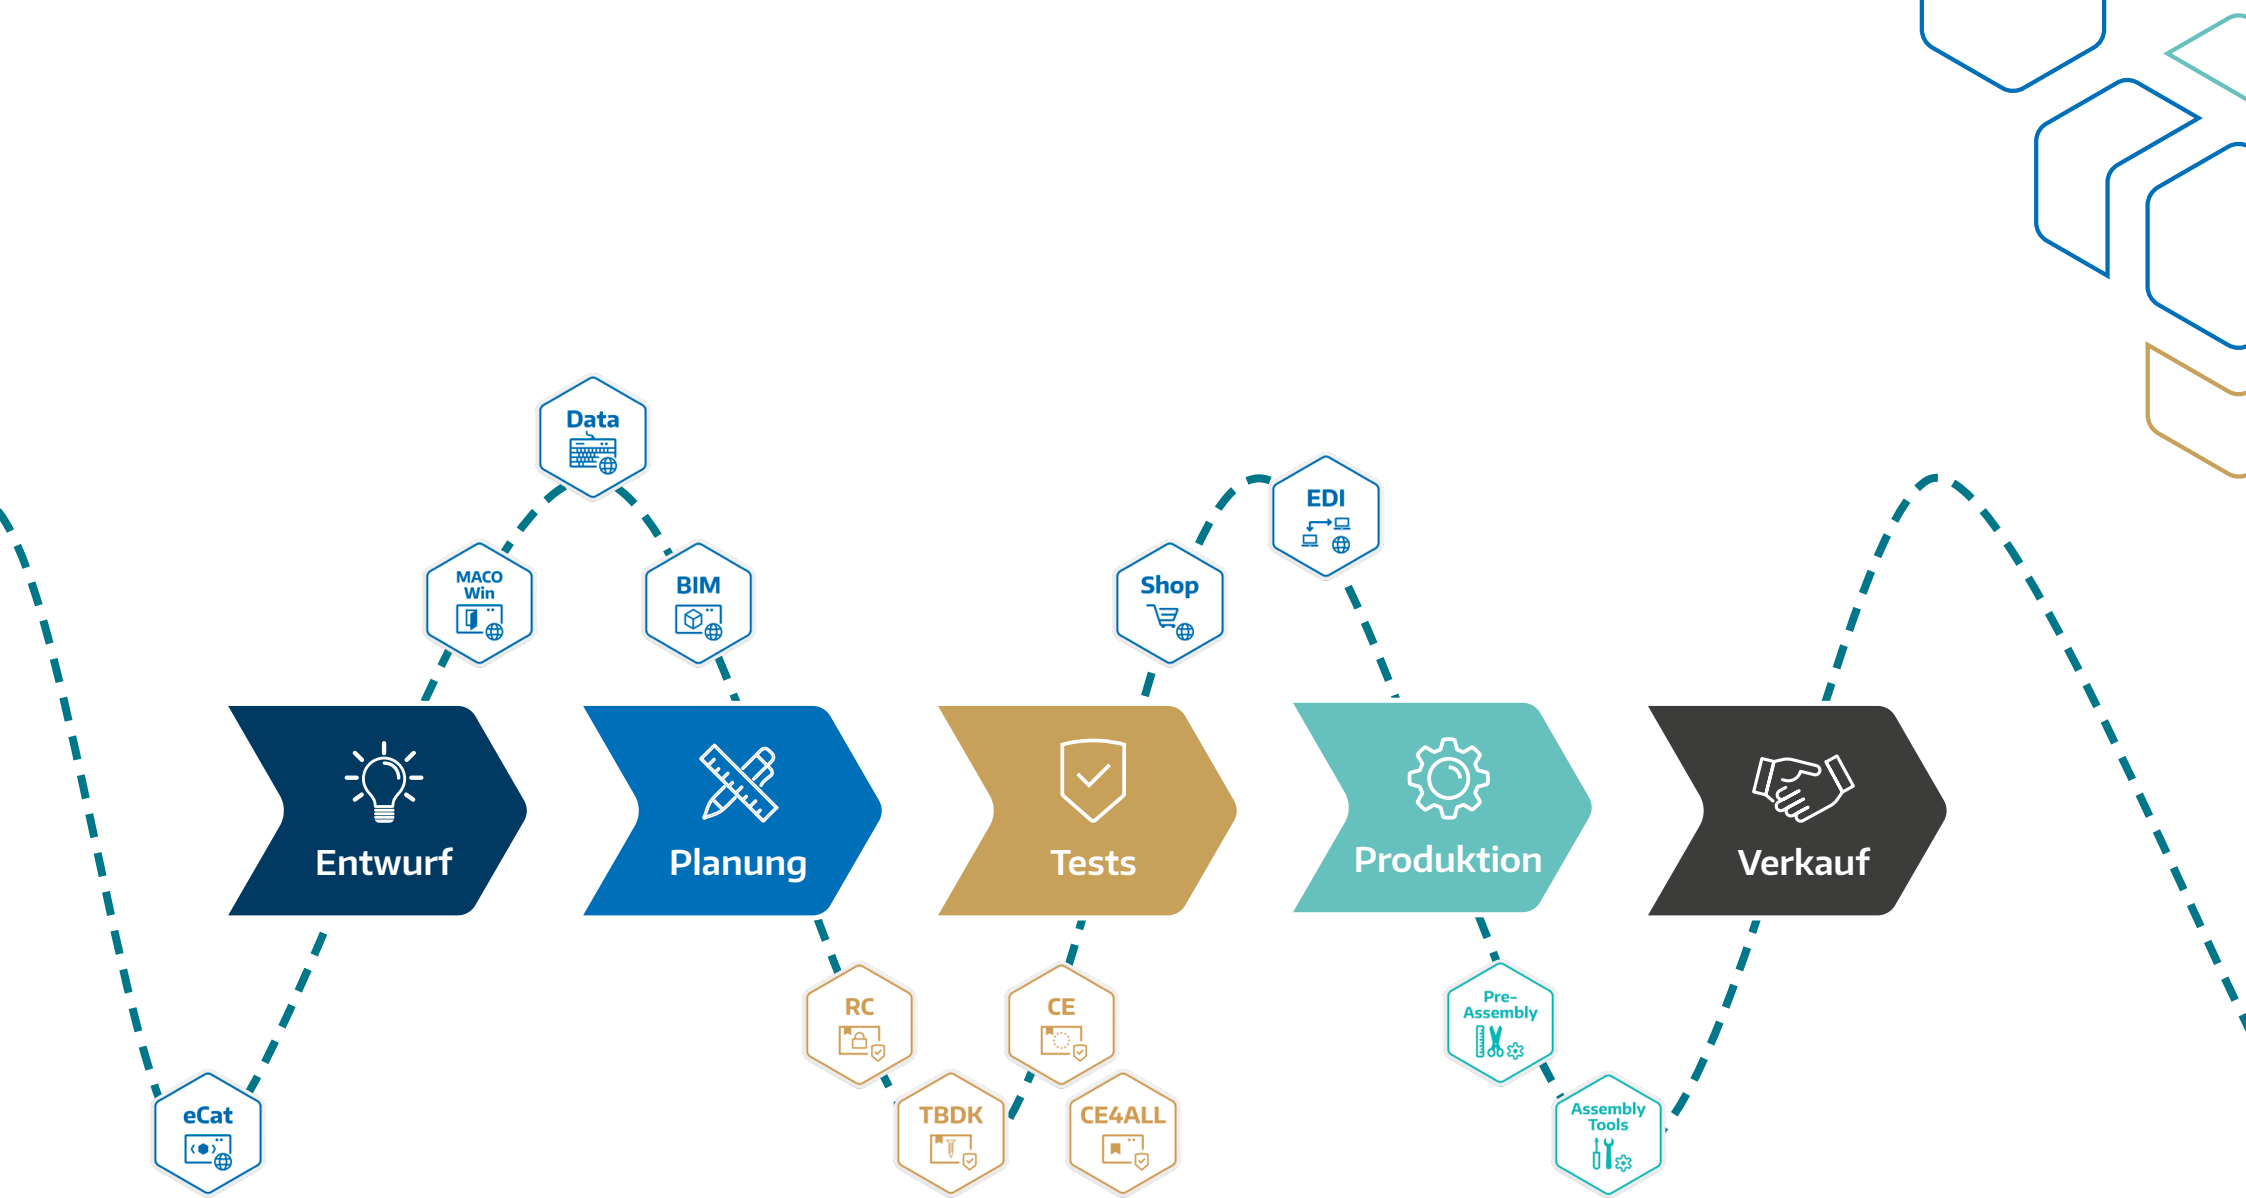 Data
EDI
MACO
Win
BIM
Shop
Entwurf
Planung
Tests
Produktion
Verkauf
RC
CE
Pre-
Assembly
eCat
TBDK
CE4ALL
Assembly
Tools